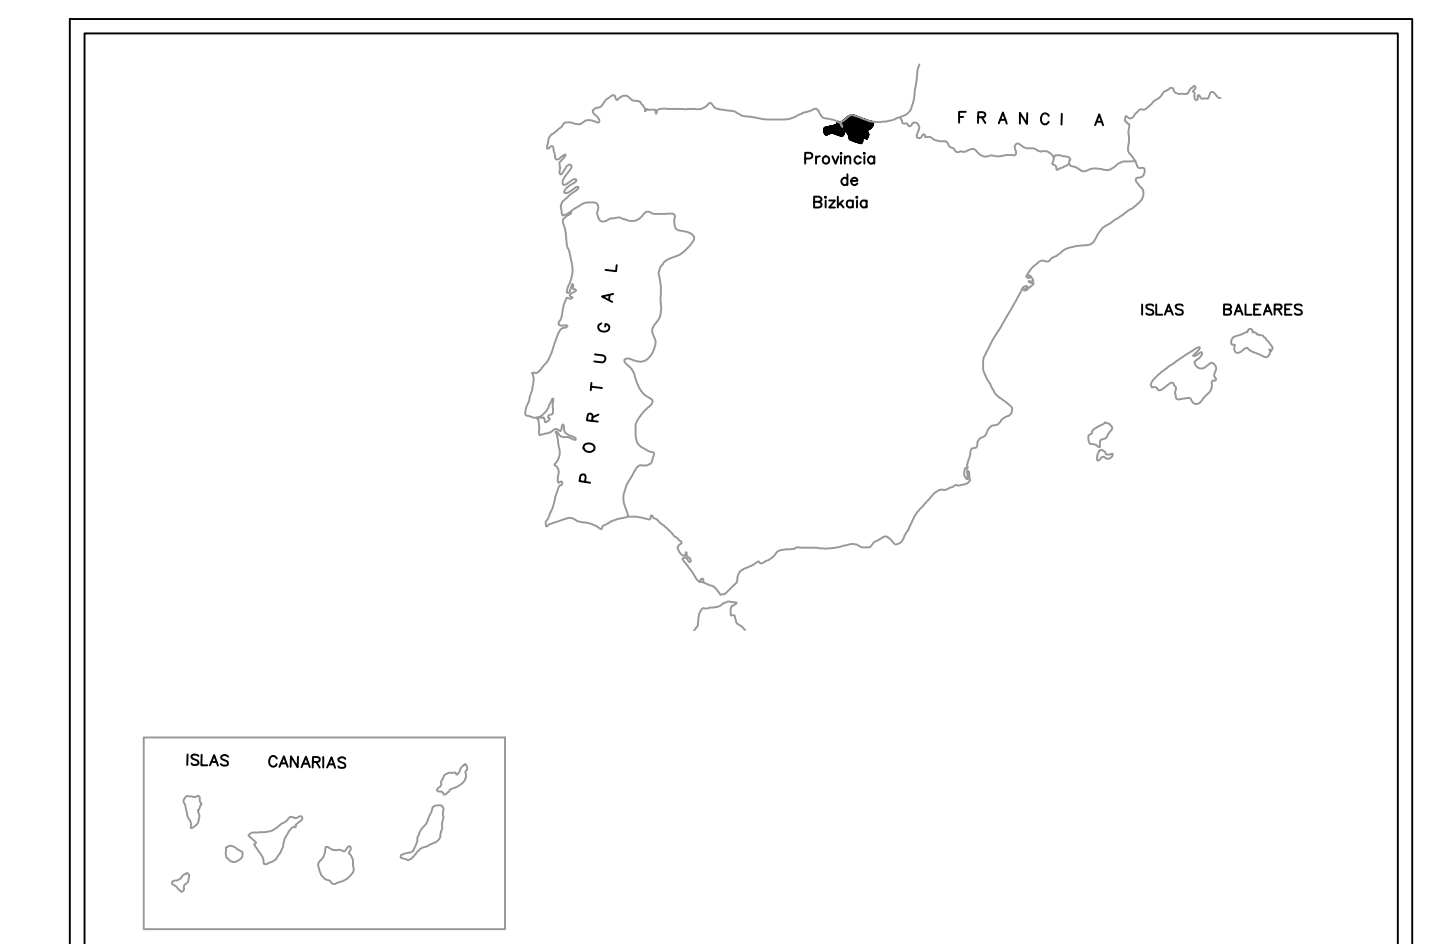 FRANCI A
Provincia
de
Bizkaia
PORTUGAL
ISLAS BALEARES
ISLAS CANARIAS